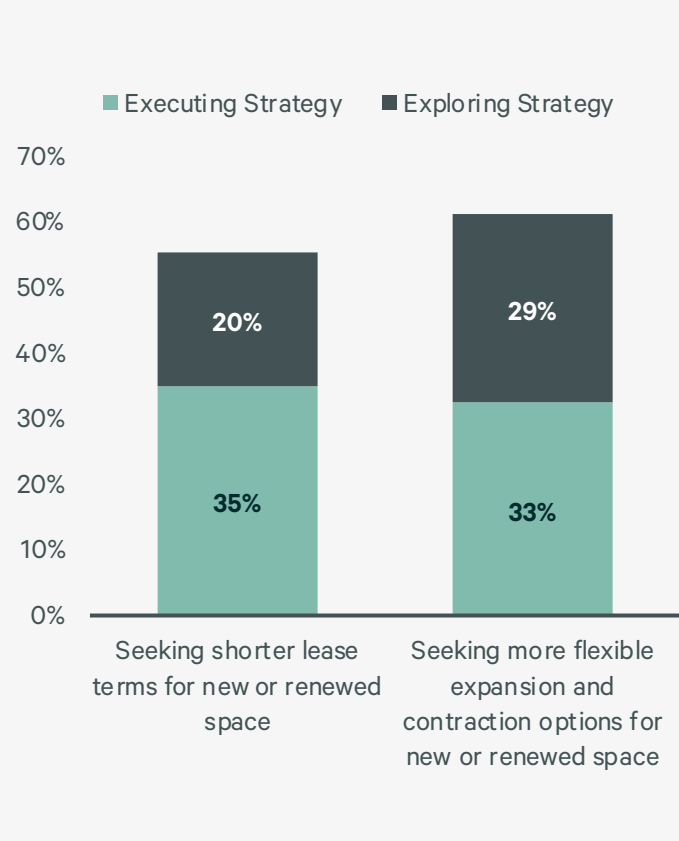 Executing Strategy
Exploring Strategy
70%
60%
50%
40%
30%
20%
10%
0%
20%
35%
29%
33%
Seeking shorter lease
terms for new or renewed
space
Seeking more flexible
expansion and
contraction options for
new or renewed space